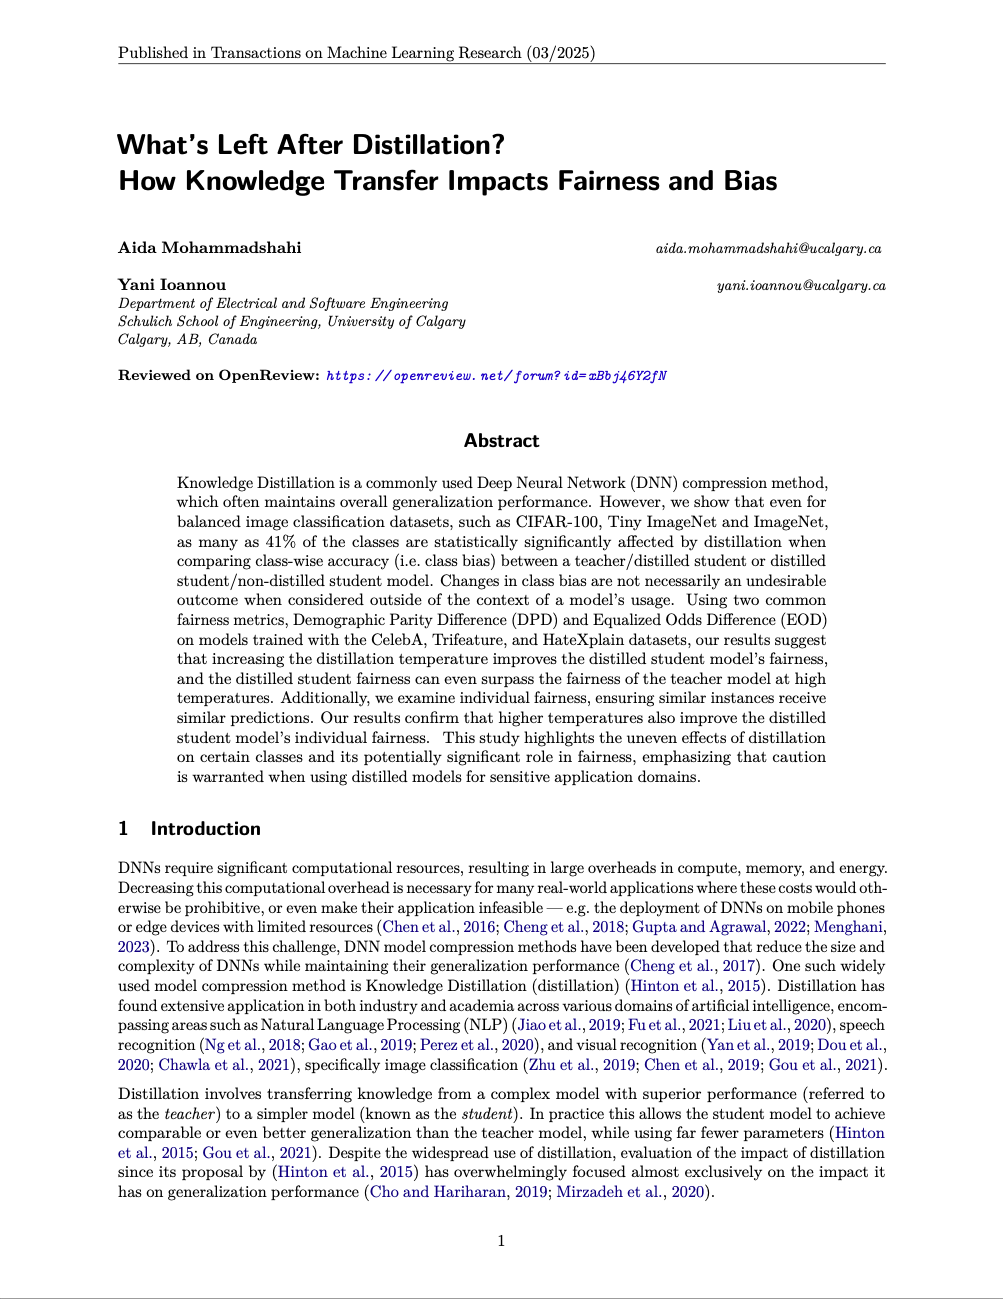 Published in Transactions on Machine Learning Research (03/2025)
What's Left After Distillation?
How Knowledge Transfer Impacts Fairness and Bias
Aida Mohammadshahi aida.mohammadshahi@ucalgary.ca
Yani Ioannou yani.ioannou@ucalgary.ca
Department of Electrical and Software Engineering
Schulich School of Engineering, University of Calgary
Calgary, AB, Canada
Reviewed on OpenReview: https://openreview.net/forum?id=xBbj46Y2fN
Abstract
Knowledge Distillation is a commonly used Deep Neural Network (DNN) compression method,
which often maintains overall generalization performance. However, we show that even for
balanced image classification datasets, such as CIFAR-100, Tiny ImageNet and ImageNet,
as many as 41% of the classes are statistically significantly affected by distillation when
comparing class-wise accuracy (i.e. class bias) between a teacher/distilled student or distilled
student/non-distilled student model. Changes in class bias are not necessarily an undesirable
outcome when considered outside of the context of a model's usage. Using two common
fairness metrics, Demographic Parity Difference (DPD) and Equalized Odds Difference (EOD)
on models trained with the CelebA, Trifeature, and HateXplain datasets, our results suggest
that increasing the distillation temperature improves the distilled student model's fairness,
and the distilled student fairness can even surpass the fairness of the teacher model at high
temperatures. Additionally, we examine individual fairness, ensuring similar instances receive
similar predictions. Our results confirm that higher temperatures also improve the distilled
student model's individual fairness. This study highlights the uneven effects of distillation
on certain classes and its potentially significant role in fairness, emphasizing that caution
is warranted when using distilled models for sensitive application domains.
1 Introduction
DNNs require significant computational resources, resulting in large overheads in compute, memory, and energy.
Decreasing this computational overhead is necessary for many real-world applications where these costs would oth-
erwise be prohibitive, or even make their application infeasible — e.g. the deployment of DNNs on mobile phones
or edge devices with limited resources (Chen et al., 2016; Cheng et al., 2018; Gupta and Agrawal, 2022; Menghani,
2023). To address this challenge, DNN model compression methods have been developed that reduce the size and
complexity of DNNs while maintaining their generalization performance (Cheng et al., 2017). One such widely
used model compression method is Knowledge Distillation (distillation) (Hinton et al., 2015). Distillation has
found extensive application in both industry and academia across various domains of artificial intelligence, encom-
passing areas such as Natural Language Processing (NLP) (Jiao et al., 2019; Fu et al., 2021; Liu et al., 2020), speech
recognition (Ng et al., 2018; Gao et al., 2019; Perez et al., 2020), and visual recognition (Yan et al., 2019; Dou et al.,
2020; Chawla et al., 2021), specifically image classification (Zhu et al., 2019; Chen et al., 2019; Gou et al., 2021).
Distillation involves transferring knowledge from a complex model with superior performance (referred to
as the teacher) to a simpler model (known as the student). In practice this allows the student model to achieve
comparable or even better generalization than the teacher model, while using far fewer parameters (Hinton
et al., 2015; Gou et al., 2021). Despite the widespread use of distillation, evaluation of the impact of distillation
since its proposal by (Hinton et al., 2015) has overwhelmingly focused almost exclusively on the impact it
has on generalization performance (Cho and Hariharan, 2019; Mirzadeh et al., 2020).
1